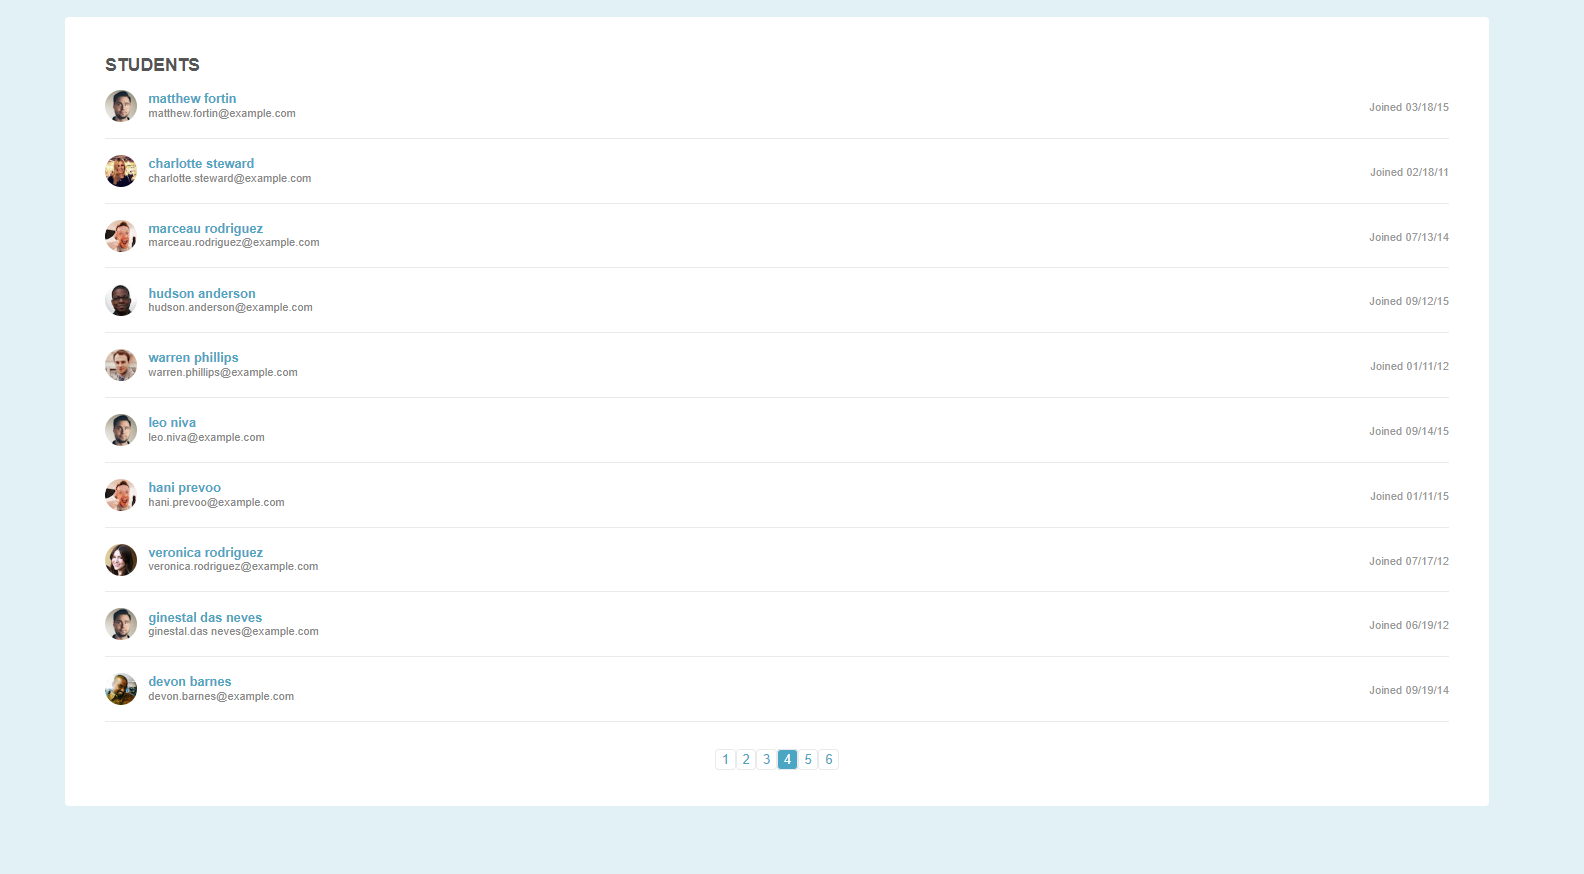 STUDENTS
matthew fortin
matthew.fortin@example.com
Joined 03/18/15
charlotte steward
charlotte.steward@example.com
Joined 02/18/11
marceau rodriguez
marceau.rodriguez@example.com
Joined 07/13/14
hudson anderson
hudson.anderson@example.com
Joined 09/12/15
warren phillips
warren.phillips@example.com
Joined 01/11/12
leo niva
leo.niva@example.com
Joined 09/14/15
hani prevoo
hani.prevoo@example.com
Joined 01/11/15
veronica rodriguez
veronica.rodriguez@example.com
Joined 07/17/12
ginestal das neves
ginestal.das neves@example.com
Joined 06/19/12
devon barnes
devon.barnes@example.com
Joined 09/19/14
1 2 3 4 5 6